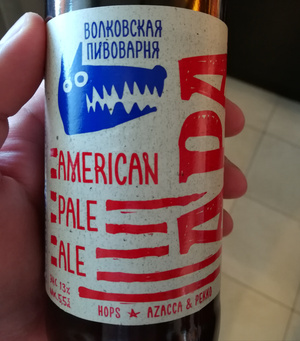 ВОЛКОВСКАЯ
ПИВОВАРНЯ
AMERICAN
PALE
ALE
APA
HOPS ★ AZACCA & PEKKO